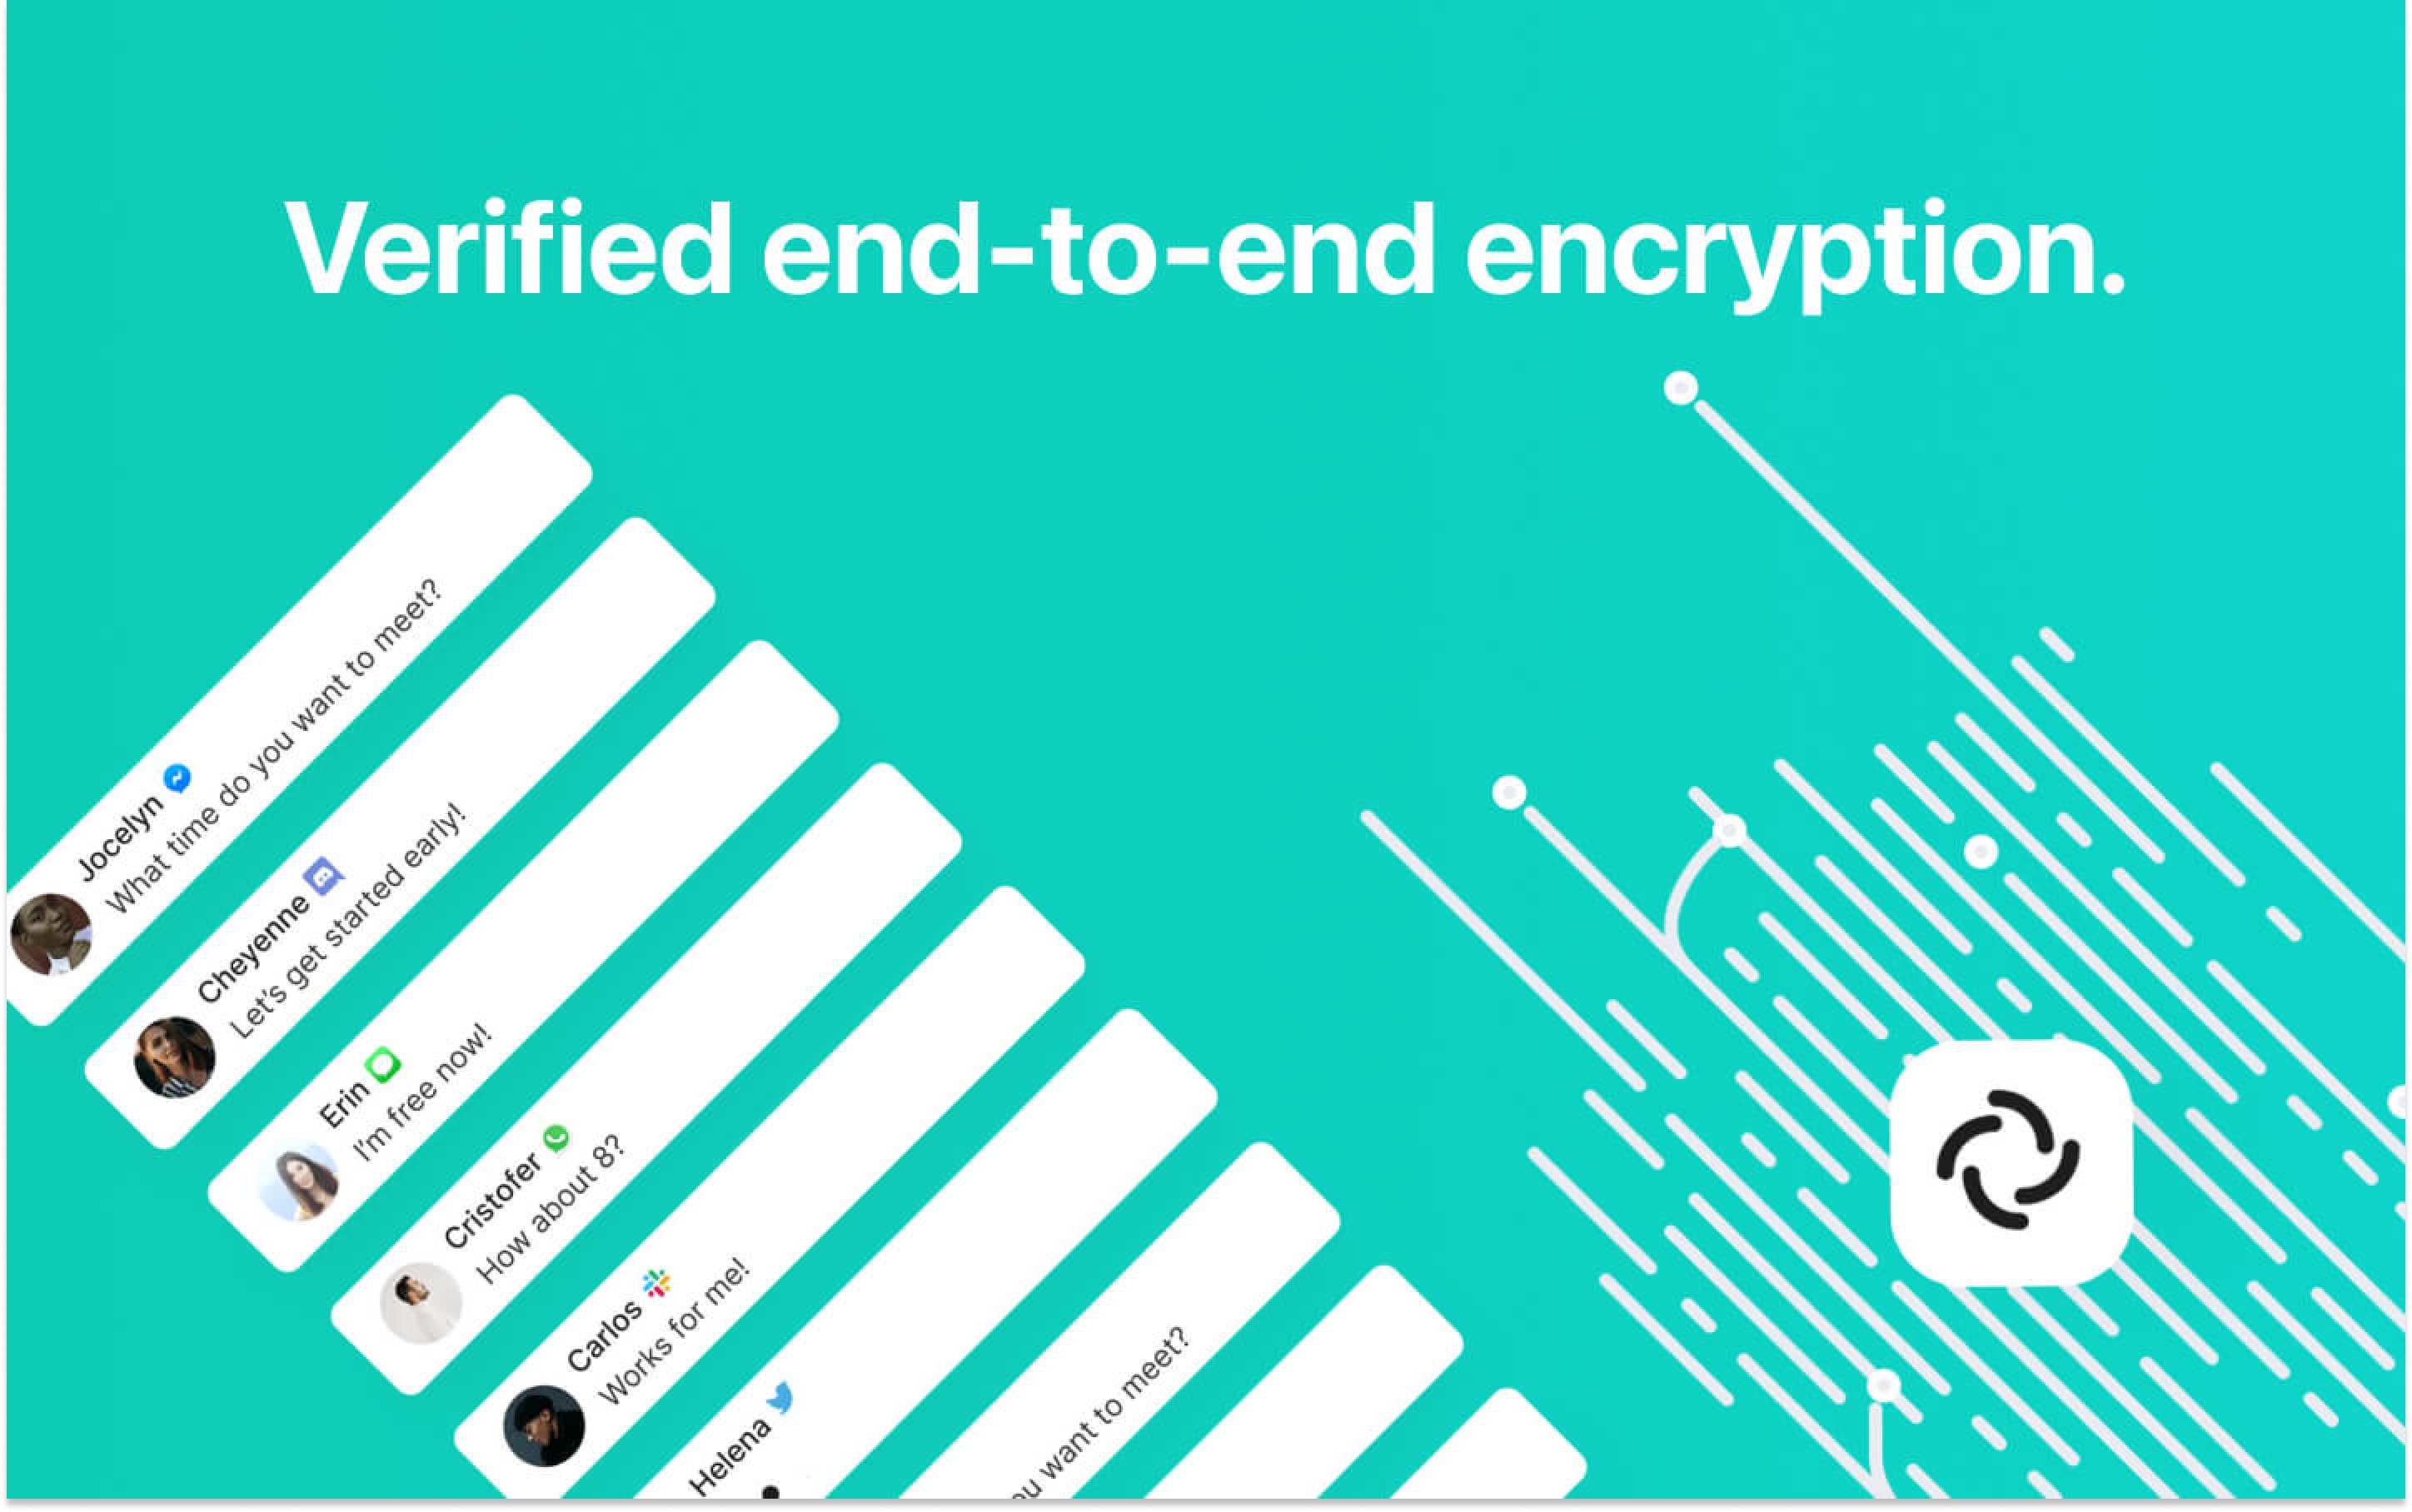 Verified end-to-end encryption.
Jocelyn
What time do you want to meet?
Cheyenne
Let's get started early!
Erin
I'm free now!
Cristofer
How about 8?
Carlos
Works for me!
Helena
want to meet?